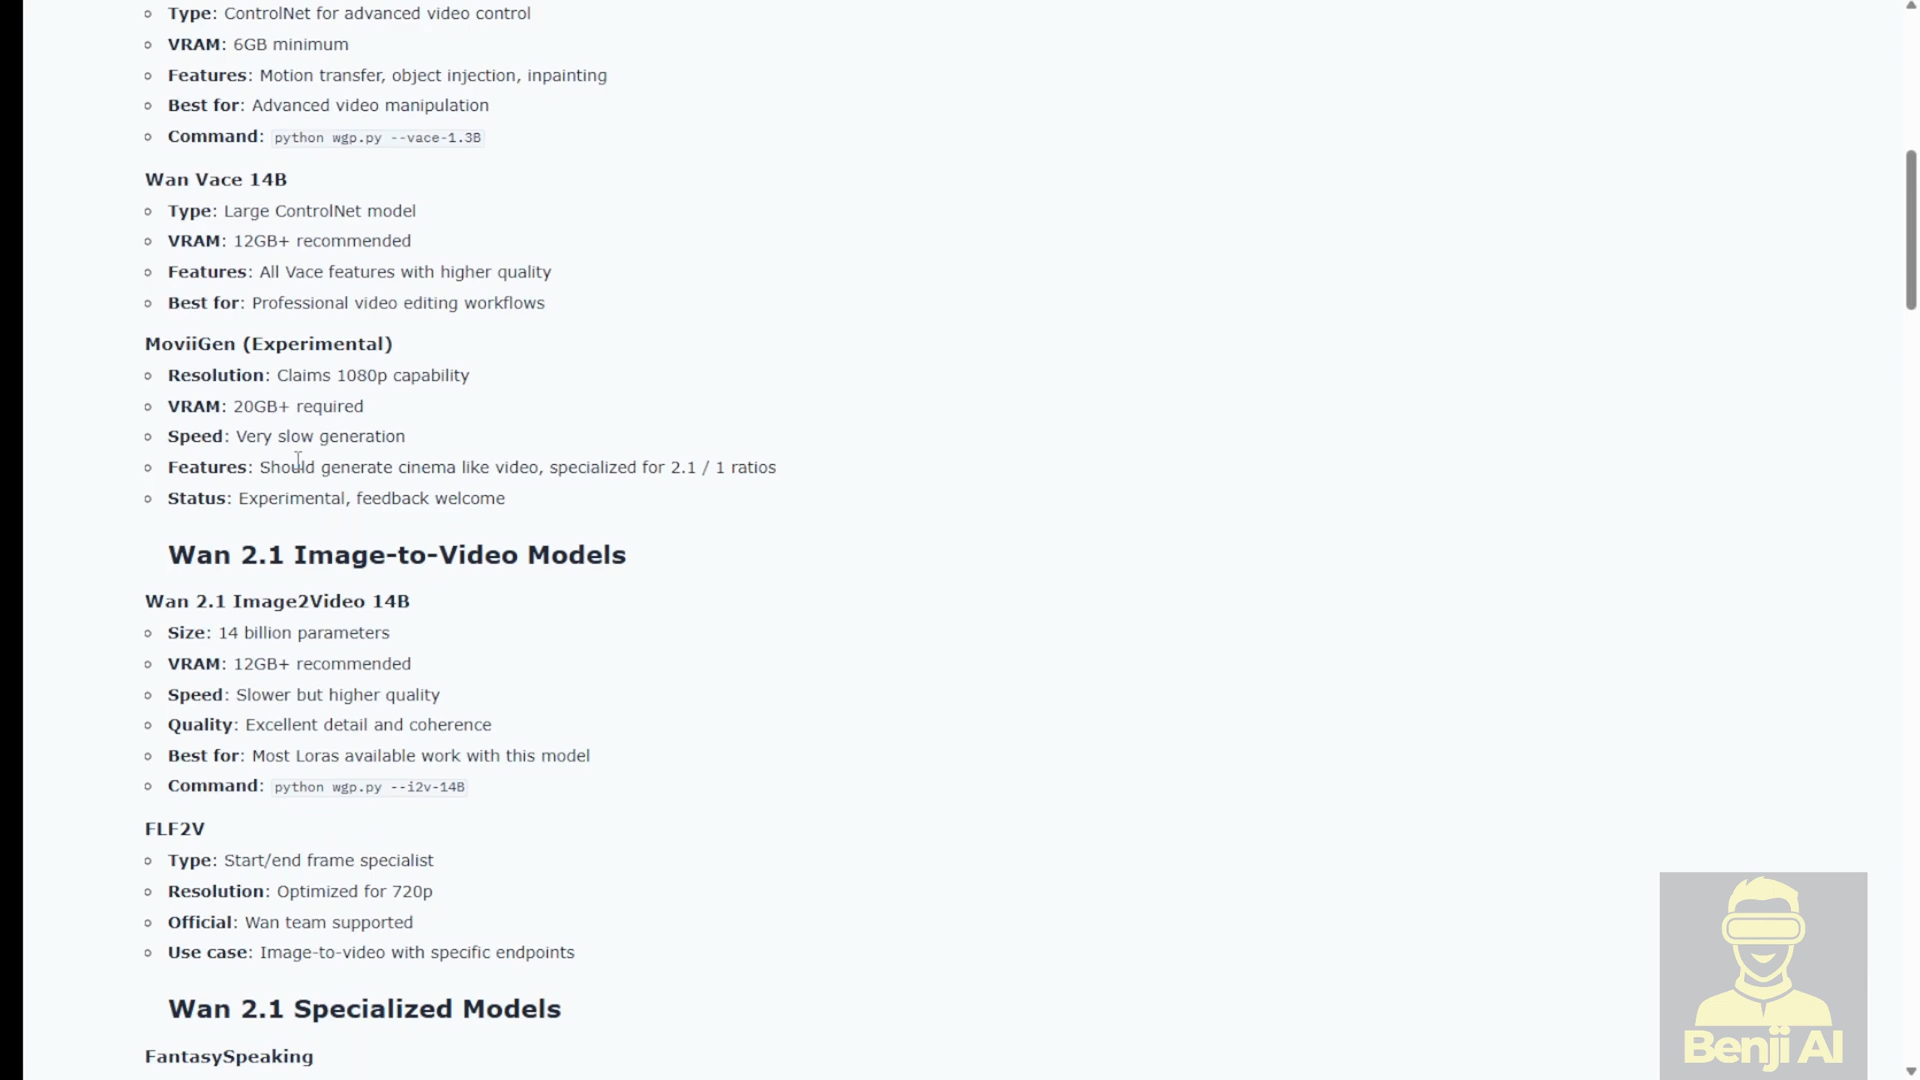 Type: ControlNet for advanced video control
VRAM: 6GB minimum
Features: Motion transfer, object injection, inpainting
Best for: Advanced video manipulation
Command: python wgp.py --vace-1.3B
Wan Vace 14B
Type: Large ControlNet model
VRAM: 12GB+ recommended
Features: All Vace features with higher quality
Best for: Professional video editing workflows
MoviiGen (Experimental)
Resolution: Claims 1080p capability
VRAM: 20GB+ required
Speed: Very slow generation
Features: Should generate cinema like video, specialized for 2.1 / 1 ratios
Status: Experimental, feedback welcome
Wan 2.1 Image-to-Video Models
Wan 2.1 Image2Video 14B
Size: 14 billion parameters
VRAM: 12GB+ recommended
Speed: Slower but higher quality
Quality: Excellent detail and coherence
Best for: Most Loras available work with this model
Command: python wgp.py --i2v-14B
FLF2V
Type: Start/end frame specialist
Resolution: Optimized for 720p
Official: Wan team supported
Use case: Image-to-video with specific endpoints
Wan 2.1 Specialized Models
FantasySpeaking
Benji AI